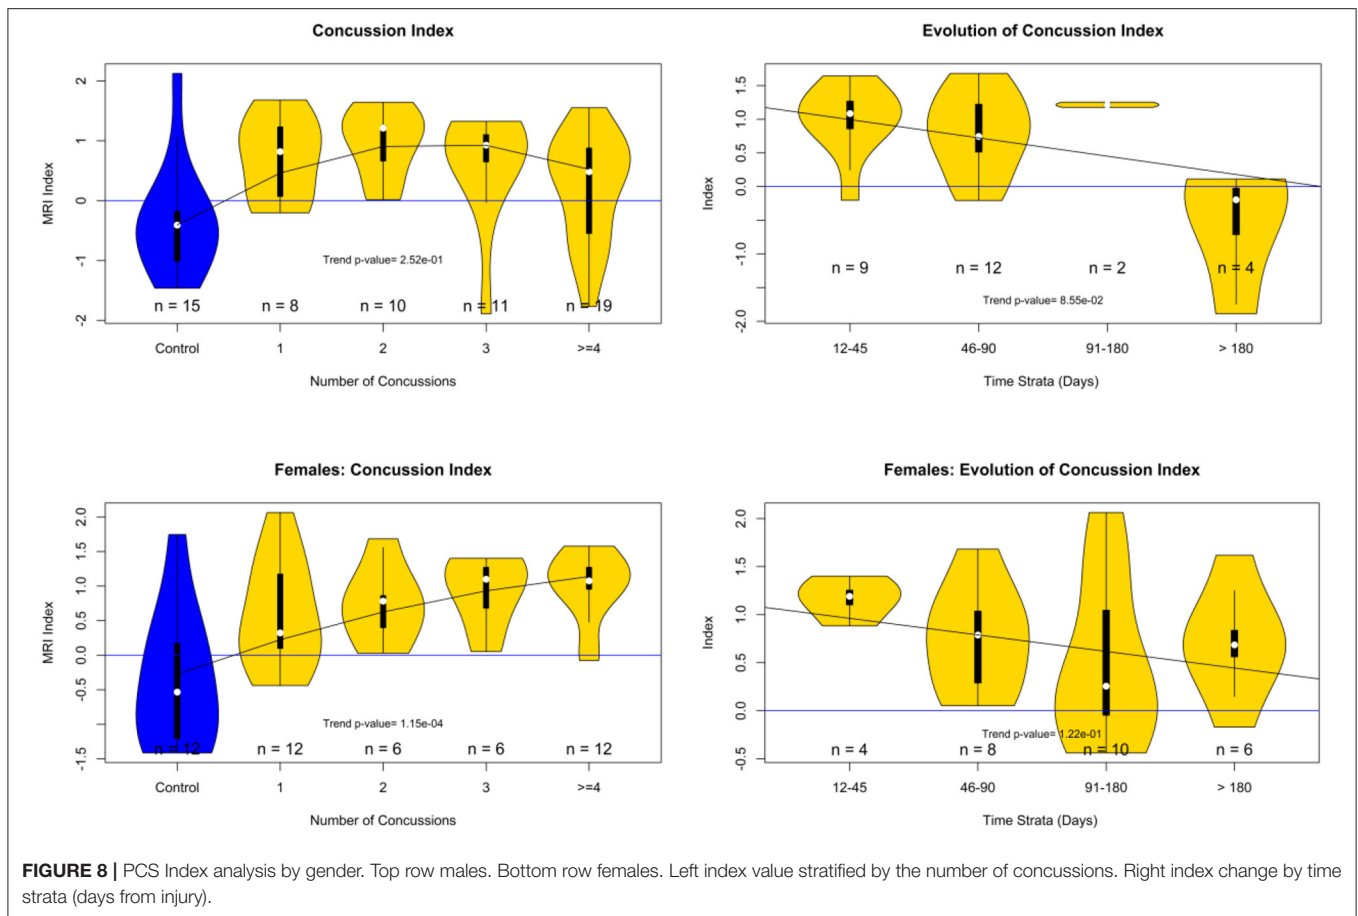 Concussion Index
MRI Index
2
1
0
-1
-2
Trend p-value= 2.52e-01
n = 15
n = 8
n = 10
n = 11
n = 19
Control
1
2
3
>=4
Number of Concussions
Evolution of Concussion Index
Index
1.5
1.0
0.5
0.0
-1.0
-2.0
n = 9
n = 12
n = 2
n = 4
Trend p-value= 8.55e-02
12-45
46-90
91-180
> 180
Time Strata (Days)
Females: Concussion Index
MRI Index
2.0
1.5
1.0
0.5
0.0
-0.5
-1.5
Trend p-value= 1.15e-04
n = 12
n = 12
n = 6
n = 6
n = 12
Control
1
2
3
>=4
Number of Concussions
Females: Evolution of Concussion Index
Index
2.0
1.5
1.0
0.5
0.0
-0.5
Trend p-value= 1.22e-01
n = 4
n = 8
n = 10
n = 6
12-45
46-90
91-180
> 180
Time Strata (Days)
FIGURE 8 | PCS Index analysis by gender. Top row males. Bottom row females. Left index value stratified by the number of concussions. Right index change by time
strata (days from injury).